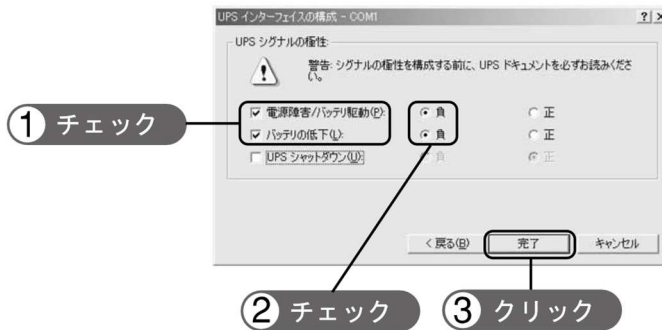 UPS インターフェイスの構成 - COM1
UPS シグナルの極性:
警告: シグナルの極性を構成する前に、UPS ドキュメントを必ずお読みくださ
い。
電源障害/バッテリ駆動(P): 負 正
バッテリの低下(L): 負 正
UPS シャットダウン(U): 負 正
< 戻る(B) 完了 キャンセル
1 チェック
2 チェック
3 クリック